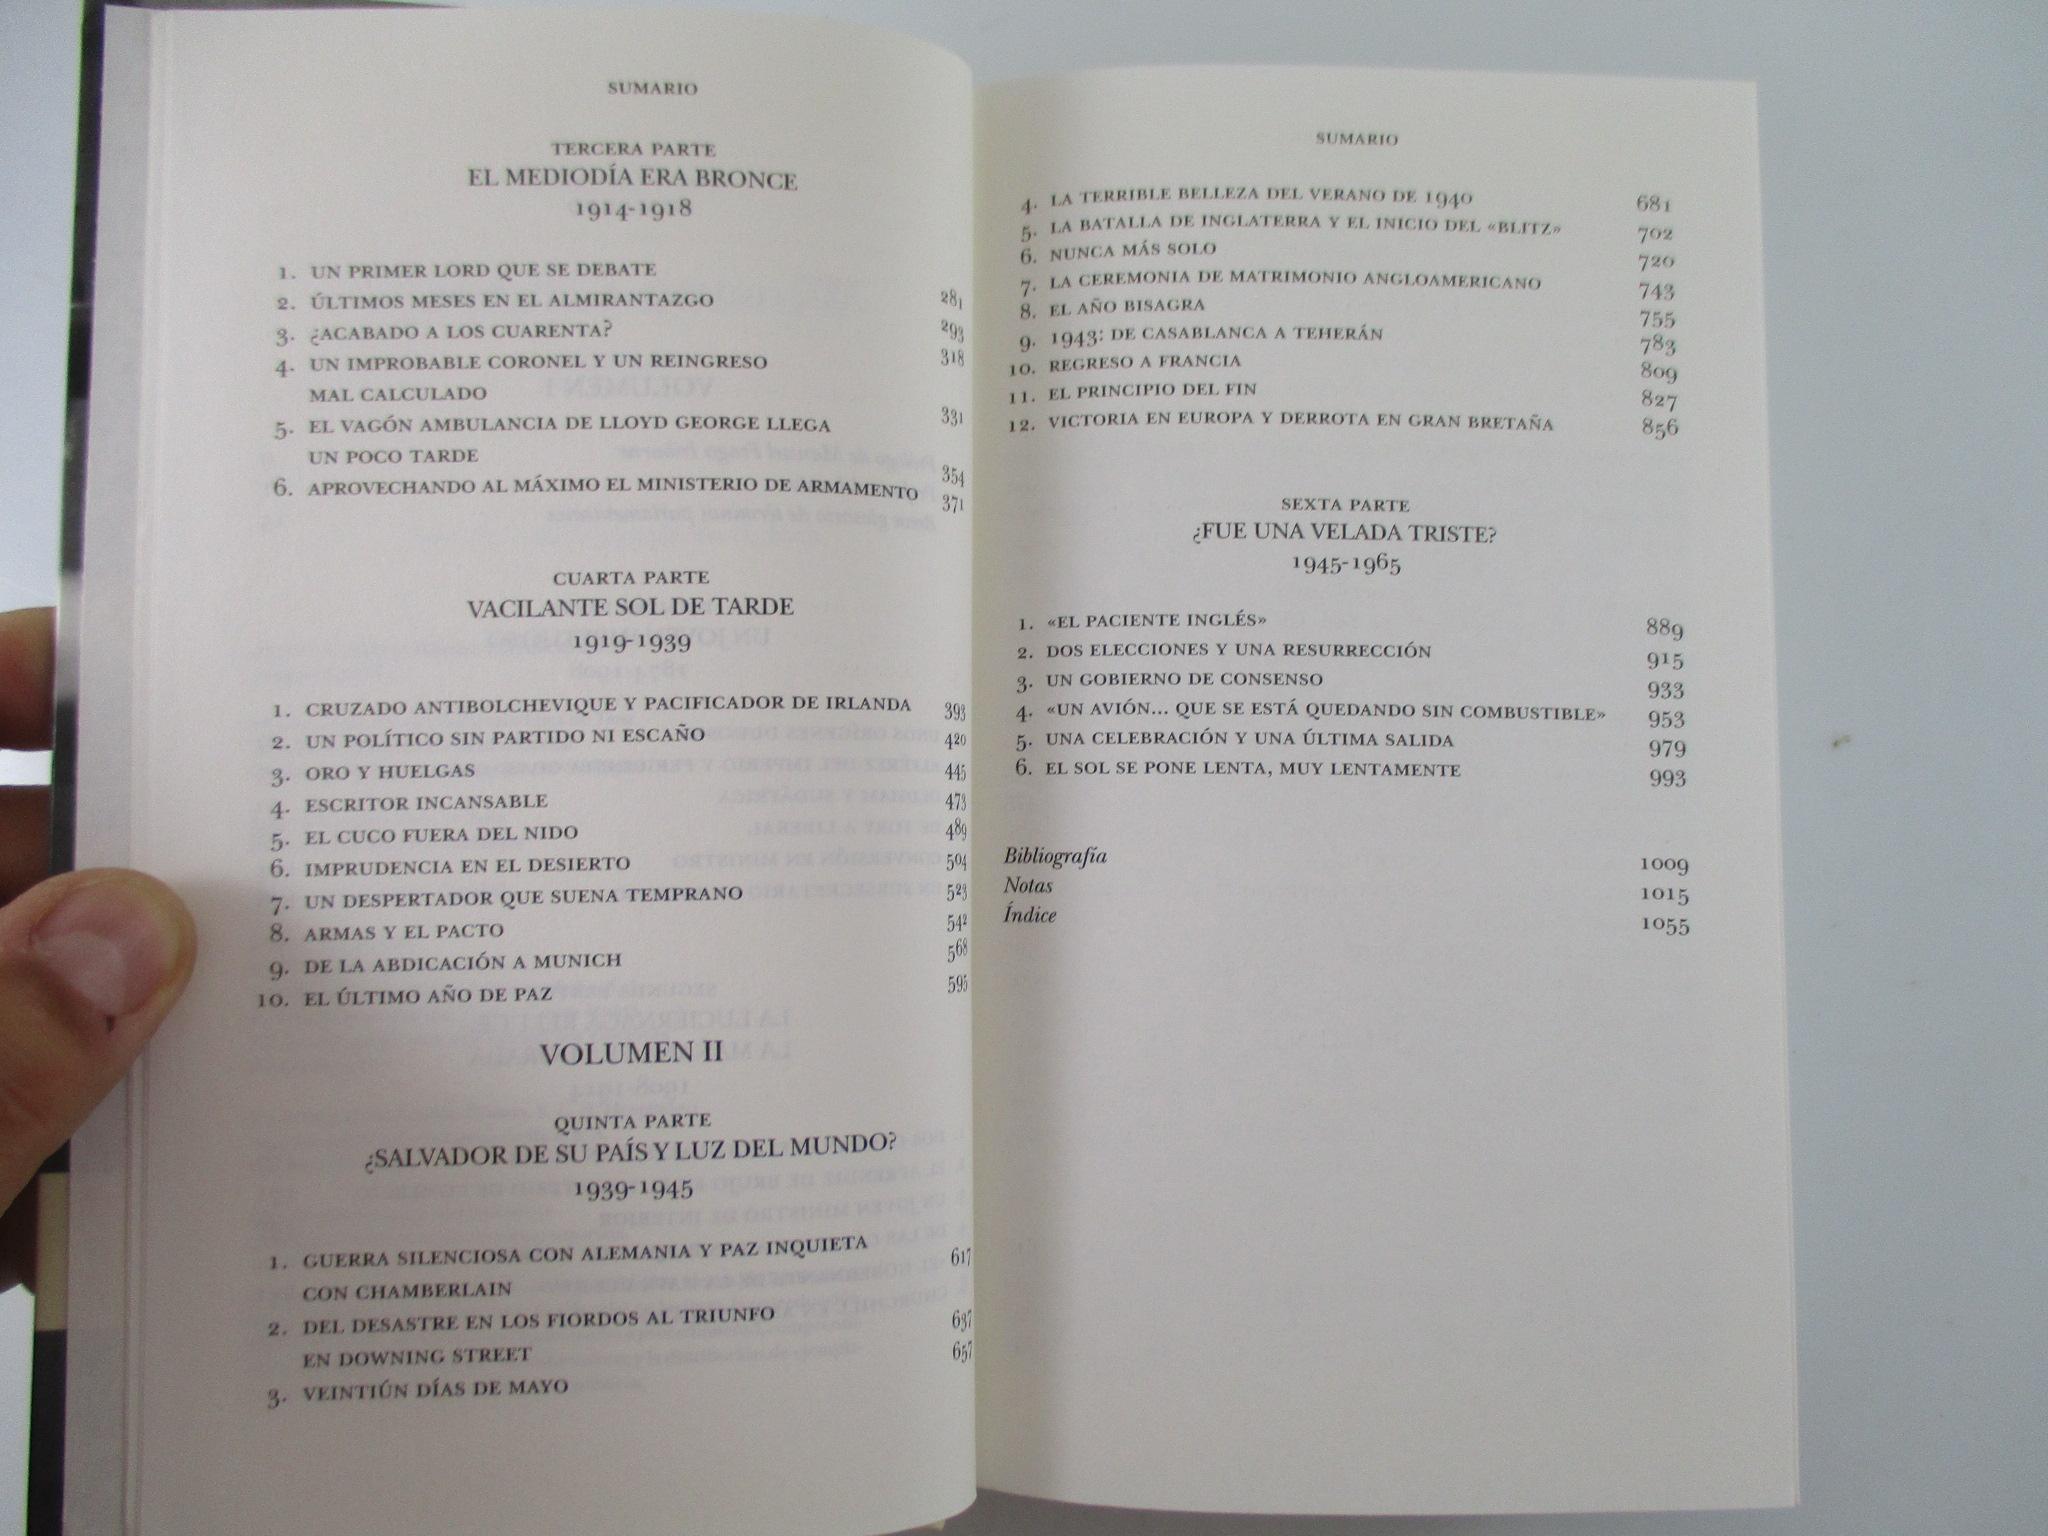 SUMARIO
TERCERA PARTE
EL MEDIODÍA ERA BRONCE
1914-1918
1. UN PRIMER LORD QUE SE DEBATE 281
2. ÚLTIMOS MESES EN EL ALMIRANTAZGO 293
3. ¿ACABADO A LOS CUARENTA? 318
4. UN IMPROBABLE CORONEL Y UN REINGRESO
MAL CALCULADO 331
5. EL VAGÓN AMBULANCIA DE LLOYD GEORGE LLEGA
UN POCO TARDE 354
6. APROVECHANDO AL MÁXIMO EL MINISTERIO DE ARMAMENTO 371
CUARTA PARTE
VACILANTE SOL DE TARDE
1919-1939
1. CRUZADO ANTIBOLCHEVIQUE Y PACIFICADOR DE IRLANDA 393
2. UN POLÍTICO SIN PARTIDO NI ESCAÑO 420
3. ORO Y HUELGAS 445
4. ESCRITOR INCANSABLE 473
5. EL CUCO FUERA DEL NIDO 489
6. IMPRUDENCIA EN EL DESIERTO 504
7. UN DESPERTADOR QUE SUENA TEMPRANO 523
8. ARMAS Y EL PACTO 542
9. DE LA ABDICACIÓN A MUNICH 568
10. EL ÚLTIMO AÑO DE PAZ 595
VOLUMEN II
QUINTA PARTE
¿SALVADOR DE SU PAÍS Y LUZ DEL MUNDO?
1939-1945
1. GUERRA SILENCIOSA CON ALEMANIA Y PAZ INQUIETA
CON CHAMBERLAIN 617
2. DEL DESASTRE EN LOS FIORDOS AL TRIUNFO
EN DOWNING STREET 637
3. VEINTIÚN DÍAS DE MAYO 657
SUMARIO
4. LA TERRIBLE BELLEZA DEL VERANO DE 1940 681
5. LA BATALLA DE INGLATERRA Y EL INICIO DEL «BLITZ» 702
6. NUNCA MÁS SOLO 720
7. LA CEREMONIA DE MATRIMONIO ANGLOAMERICANO 743
8. EL AÑO BISAGRA 755
9. 1943: DE CASABLANCA A TEHERÁN 783
10. REGRESO A FRANCIA 809
11. EL PRINCIPIO DEL FIN 827
12. VICTORIA EN EUROPA Y DERROTA EN GRAN BRETAÑA 856
SEXTA PARTE
¿FUE UNA VELADA TRISTE?
1945-1965
1. «EL PACIENTE INGLÉS» 889
2. DOS ELECCIONES Y UNA RESURRECCIÓN 915
3. UN GOBIERNO DE CONSENSO 933
4. «UN AVIÓN... QUE SE ESTÁ QUEDANDO SIN COMBUSTIBLE» 953
5. UNA CELEBRACIÓN Y UNA ÚLTIMA SALIDA 979
6. EL SOL SE PONE LENTA, MUY LENTAMENTE 993
Bibliografía 1009
Notas 1015
Índice 1055